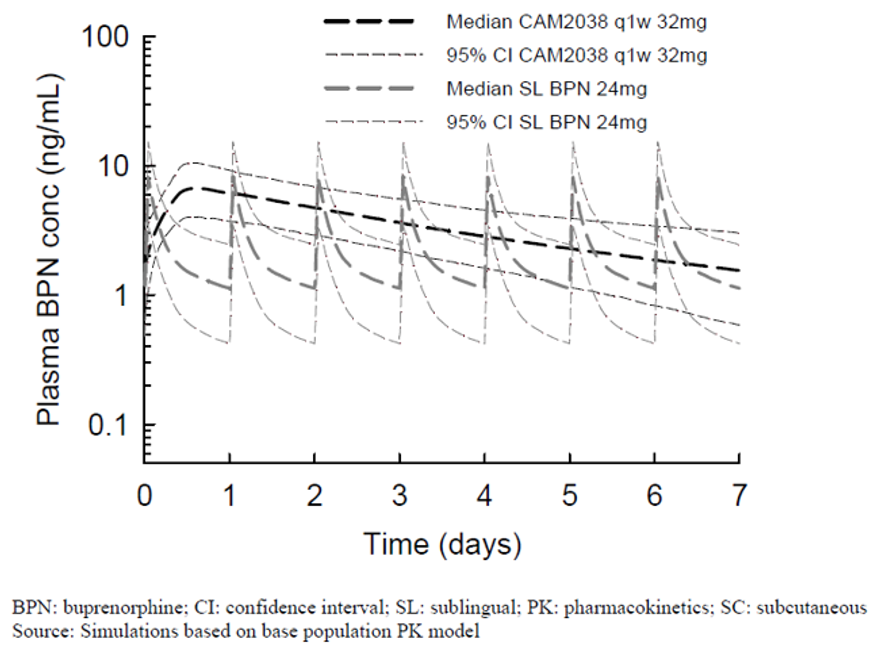 Median CAM2038 q1w 32mg
95% CI CAM2038 q1w 32mg
Median SL BPN 24mg
95% CI SL BPN 24mg
Plasma BPN conc (ng/mL)
100
10
1
0.1
0 1 2 3 4 5 6 7
Time (days)
BPN: buprenorphine; CI: confidence interval; SL: sublingual; PK: pharmacokinetics; SC: subcutaneous
Source: Simulations based on base population PK model